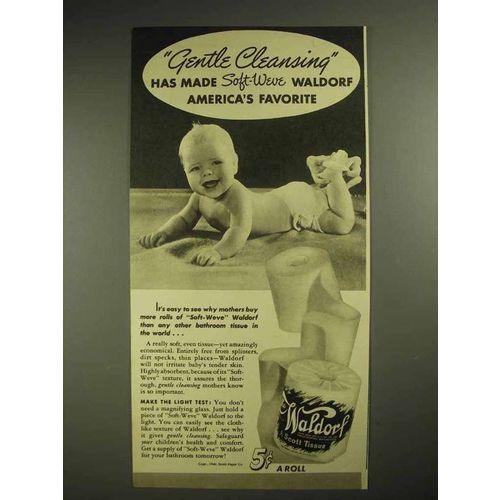 "Gentle Cleansing"
HAS MADE Soft-Weve WALDORF
AMERICA'S FAVORITE
It's easy to see why mothers buy
more rolls of "Soft-Weve" Waldorf
than any other bathroom tissue in
the world . . .
A really soft, even tissue—yet amazingly
economical. Entirely free from splinters,
dirt specks, thin places—Waldorf
will not irritate baby's tender skin.
Highly absorbent, because of its "Soft-
Weve" texture, it assures the thor-
ough, gentle cleansing mothers know
is so important.
MAKE THE LIGHT TEST: You don't
need a magnifying glass. Just hold a
piece of "Soft-Weve" Waldorf to the
light. You can easily see the cloth-
like texture of Waldorf . . . see why
it gives gentle cleansing. Safeguard
your children's health and comfort.
Get a supply of "Soft-Weve" Waldorf
for your bathroom tomorrow!
Copr., Scott Paper Co.
Waldorf
A Scott Tissue
5¢ A ROLL